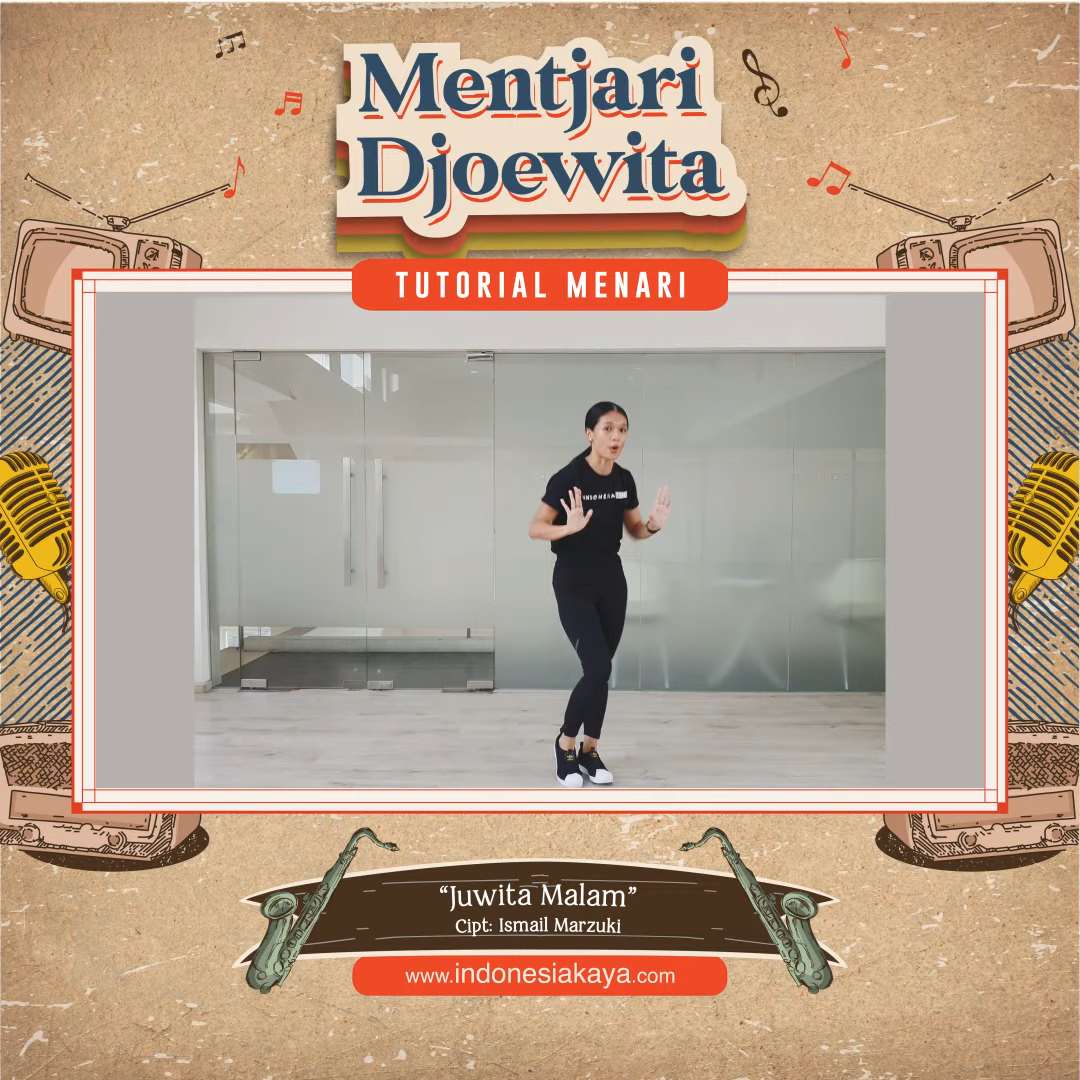 Mentjari
Djoewita
TUTORIAL MENARI
“Juwita Malam”
Cipt: Ismail Marzuki
www.indonesiakaya.com